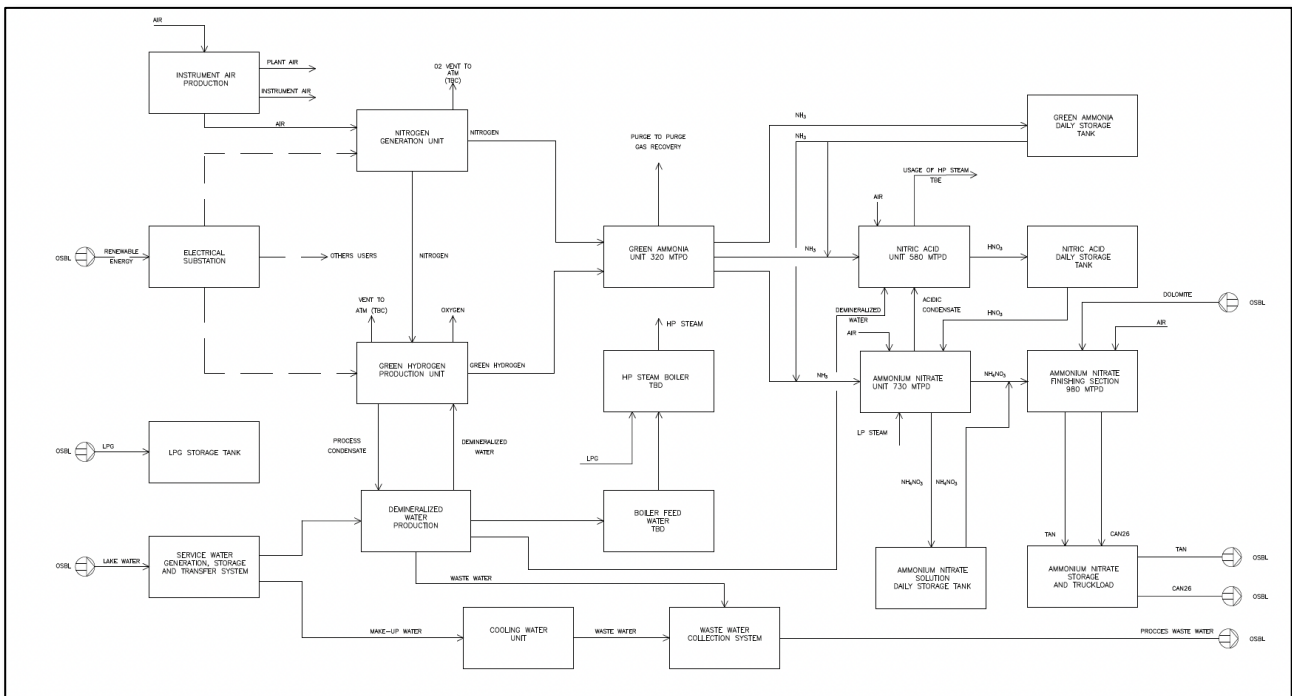 AIR
INSTRUMENT AIR
PRODUCTION
PLANT AIR
INSTRUMENT AIR
AIR
O2 VENT TO
ATM
(TBC)
NITROGEN
GENERATION UNIT
NITROGEN
PURGE TO PURGE
GAS RECOVERY
NH₃
NH₃
GREEN AMMONIA
DAILY STORAGE
TANK
USAGE OF HP STEAM
TBE
AIR
OSBL
RENEWABLE
ENERGY
ELECTRICAL
SUBSTATION
OTHERS USERS
NITROGEN
GREEN AMMONIA
UNIT 320 MTPD
NH₃
NITRIC ACID
UNIT 580 MTPD
HNO₃
NITRIC ACID
DAILY STORAGE
TANK
VENT TO
ATM (TBC)
OXYGEN
HP STEAM
DEMINERALIZED
WATER
ACIDIC
CONDENSATE
HNO₃
DOLOMITE
OSBL
AIR
AIR
GREEN HYDROGEN
PRODUCTION UNIT
GREEN HYDROGEN
HP STEAM BOILER
TBD
NH₃
AMMONIUM NITRATE
UNIT 730 MTPD
NH₄NO₃
AMMONIUM NITRATE
FINISHING SECTION
980 MTPD
LP STEAM
OSBL
LPG
LPG STORAGE TANK
PROCESS
CONDENSATE
DEMINERALIZED
WATER
LPG
NH₄NO₃
NH₄NO₃
DEMINERALIZED
WATER
PRODUCTION
BOILER FEED
WATER
TBD
TAN
CAN26
OSBL
LAKE WATER
SERVICE WATER
GENERATION, STORAGE
AND TRANSFER SYSTEM
WASTE WATER
AMMONIUM NITRATE
SOLUTION
DAILY STORAGE TANK
AMMONIUM NITRATE
STORAGE
AND TRUCKLOAD
TAN
OSBL
CAN26
OSBL
MAKE-UP WATER
COOLING WATER
UNIT
WASTE WATER
WASTE WATER
COLLECTION SYSTEM
PROCCES WASTE WATER
OSBL